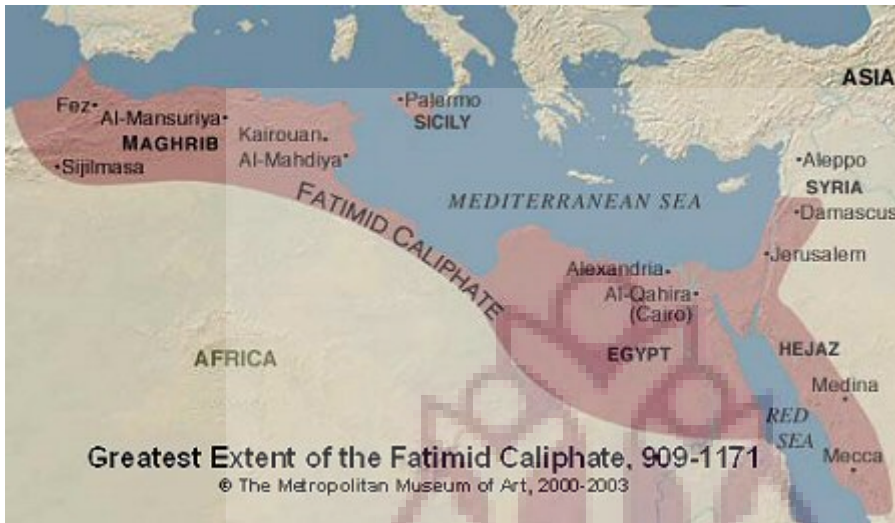 ASIA
Fez
Al-Mansuriya
MAGHRIB
Sijilmasa
Kairouan
Al-Mahdiya
Palermo
SICILY
Aleppo
SYRIA
Damascus
MEDITERRANEAN SEA
FATIMID CALIPHATE
Jerusalem
Alexandria
Al-Qahira
(Cairo)
EGYPT
HEJAZ
AFRICA
Medina
RED
SEA
Mecca
Greatest Extent of the Fatimid Caliphate, 909-1171
© The Metropolitan Museum of Art, 2000-2003